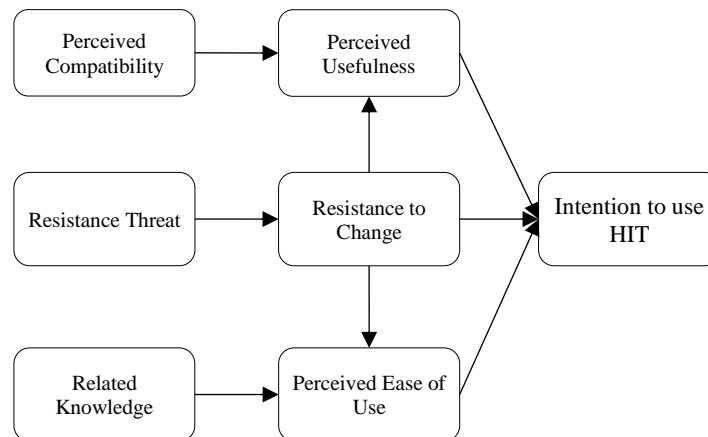 Perceived
Compatibility
Perceived
Usefulness
Resistance Threat
Resistance to
Change
Intention to use
HIT
Related
Knowledge
Perceived Ease of
Use